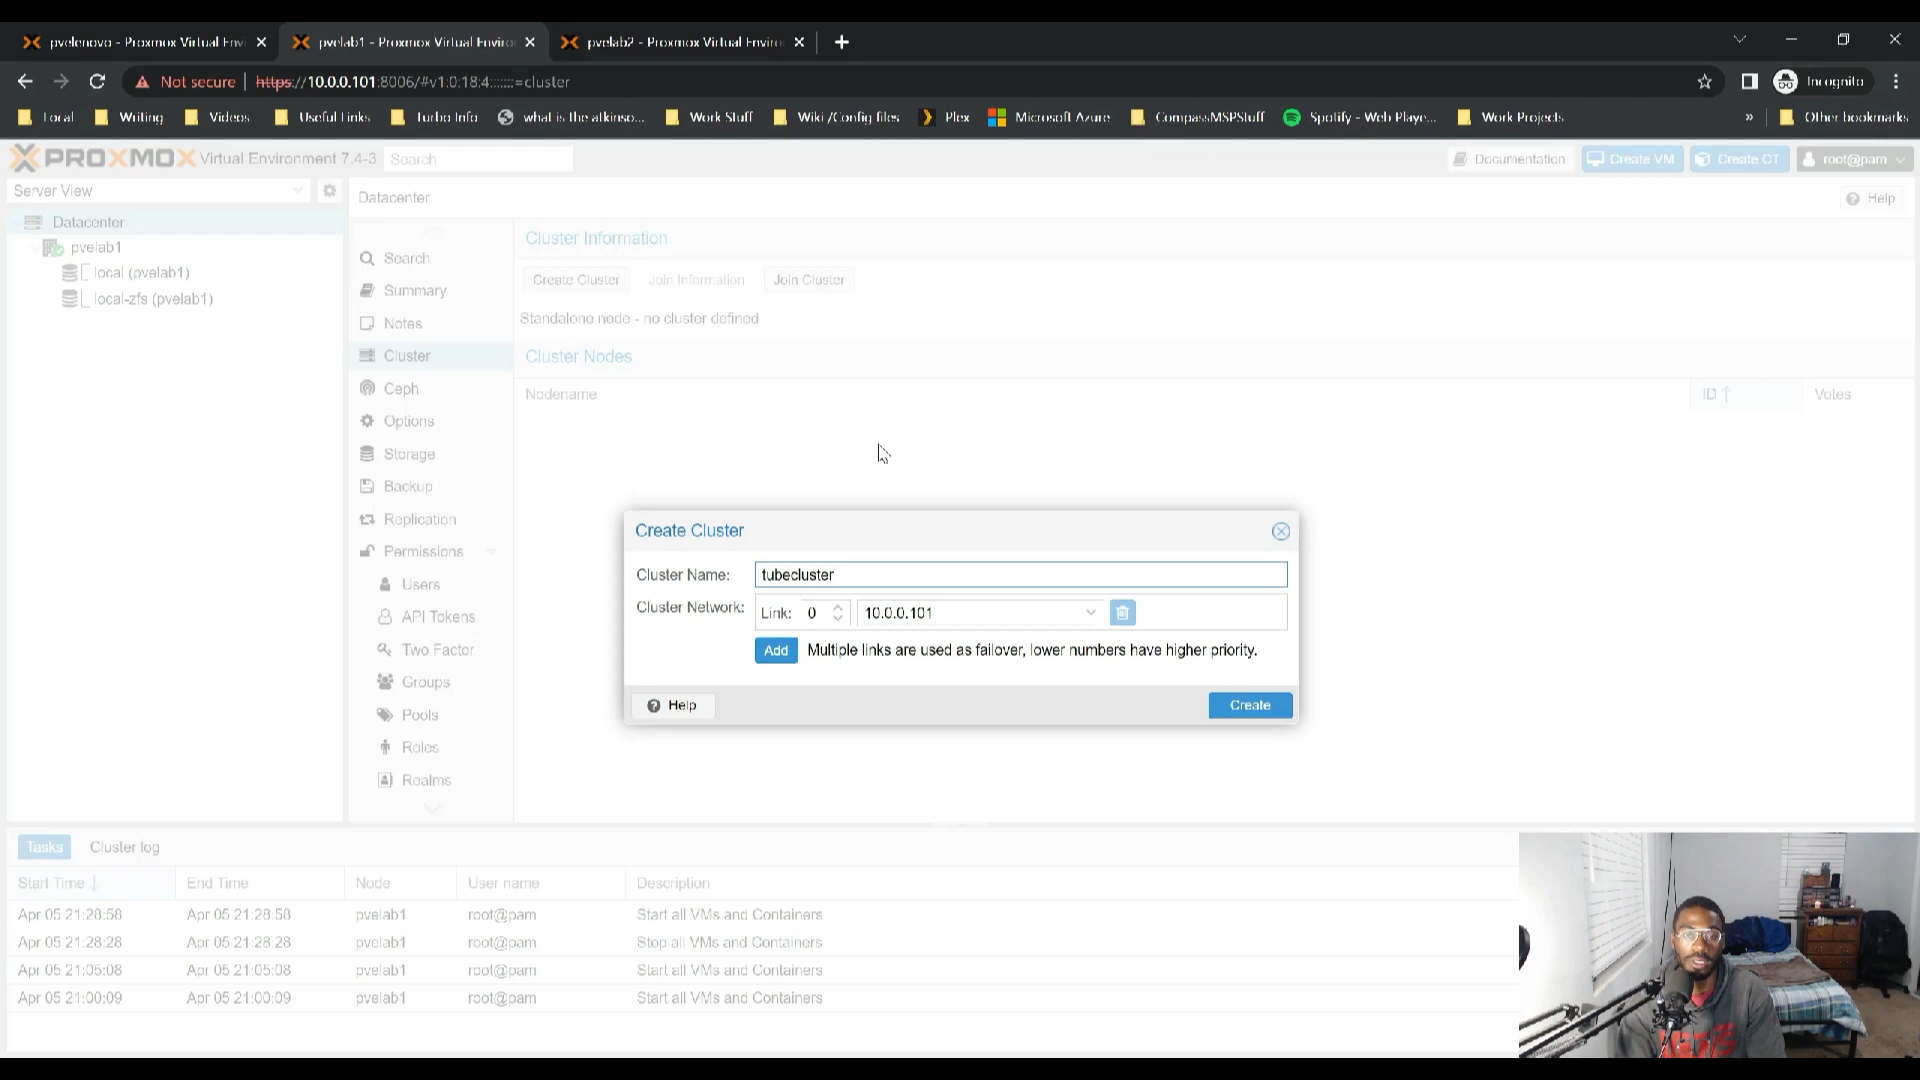 pvelenovo - Proxmox Virtual Envi
pvelab1 - Proxmox Virtual Enviro
pvelab2 - Proxmox Virtual Enviro
Not secure
https://10.0.0.101:8006/#v1:0:18:4:::::::=cluster
Incognito
Local
Writing
Videos
Useful Links
Turbo Info
what is the atkinso...
Work Stuff
Wiki /Config files
Plex
Microsoft Azure
CompassMSPStuff
Spotify - Web Playe...
Work Projects
»
Other bookmarks
PROXMOX Virtual Environment 7.4-3
Search
Documentation
Create VM
Create CT
root@pam
Server View
Datacenter
Help
Datacenter
pvelab1
local (pvelab1)
local-zfs (pvelab1)
Search
Summary
Notes
Cluster
Ceph
Options
Storage
Backup
Replication
Permissions
Users
API Tokens
Two Factor
Groups
Pools
Roles
Realms
Cluster Information
Create Cluster
Join Information
Join Cluster
Standalone node - no cluster defined
Cluster Nodes
Nodename
ID
Votes
Create Cluster
Cluster Name:
tubecluster
Cluster Network:
Link:
0
10.0.0.101
Add
Multiple links are used as failover, lower numbers have higher priority.
Help
Create
Tasks
Cluster log
Start Time
End Time
Node
User name
Description
Apr 05 21:28:58
Apr 05 21:28:58
pvelab1
root@pam
Start all VMs and Containers
Apr 05 21:28:28
Apr 05 21:28:28
pvelab1
root@pam
Stop all VMs and Containers
Apr 05 21:05:08
Apr 05 21:05:08
pvelab1
root@pam
Start all VMs and Containers
Apr 05 21:00:09
Apr 05 21:00:09
pvelab1
root@pam
Start all VMs and Containers